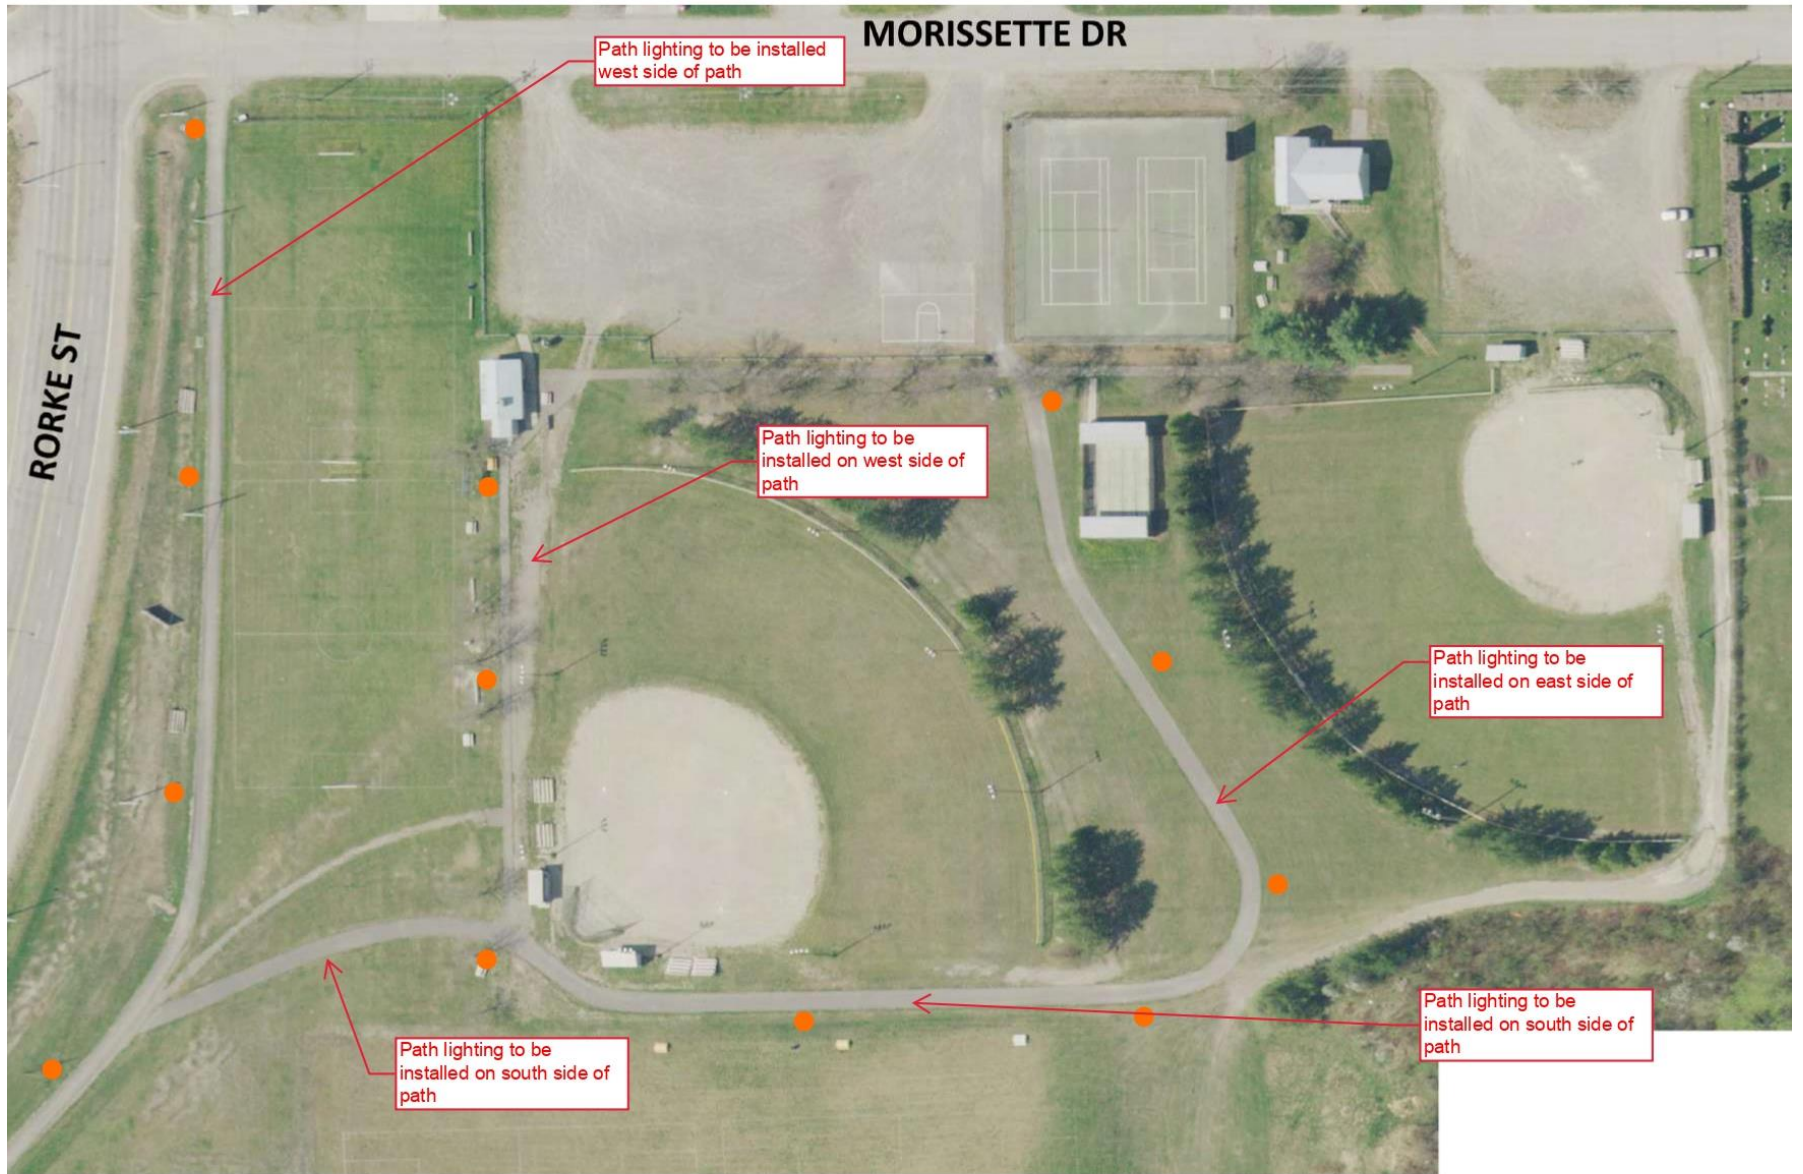 MORISSETTE DR
Path lighting to be installed
west side of path
RORKE ST
Path lighting to be
installed on west side of
path
Path lighting to be
installed on east side of
path
Path lighting to be
installed on south side of
path
Path lighting to be
installed on south side of
path